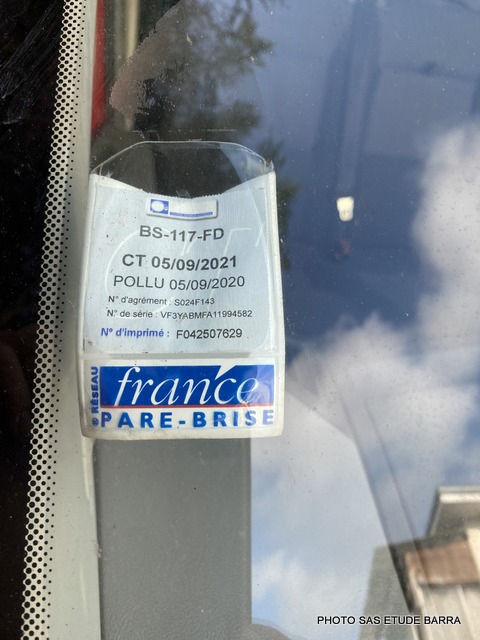 BS-117-FD
CT 05/09/2021
POLLU 05/09/2020
N° d'agrément : S024F143
N° de série : VF3YABMFA11994582
N° d'imprimé : F042507629
RÉSEAU
france
PARE-BRISE
PHOTO SAS ETUDE BARRA